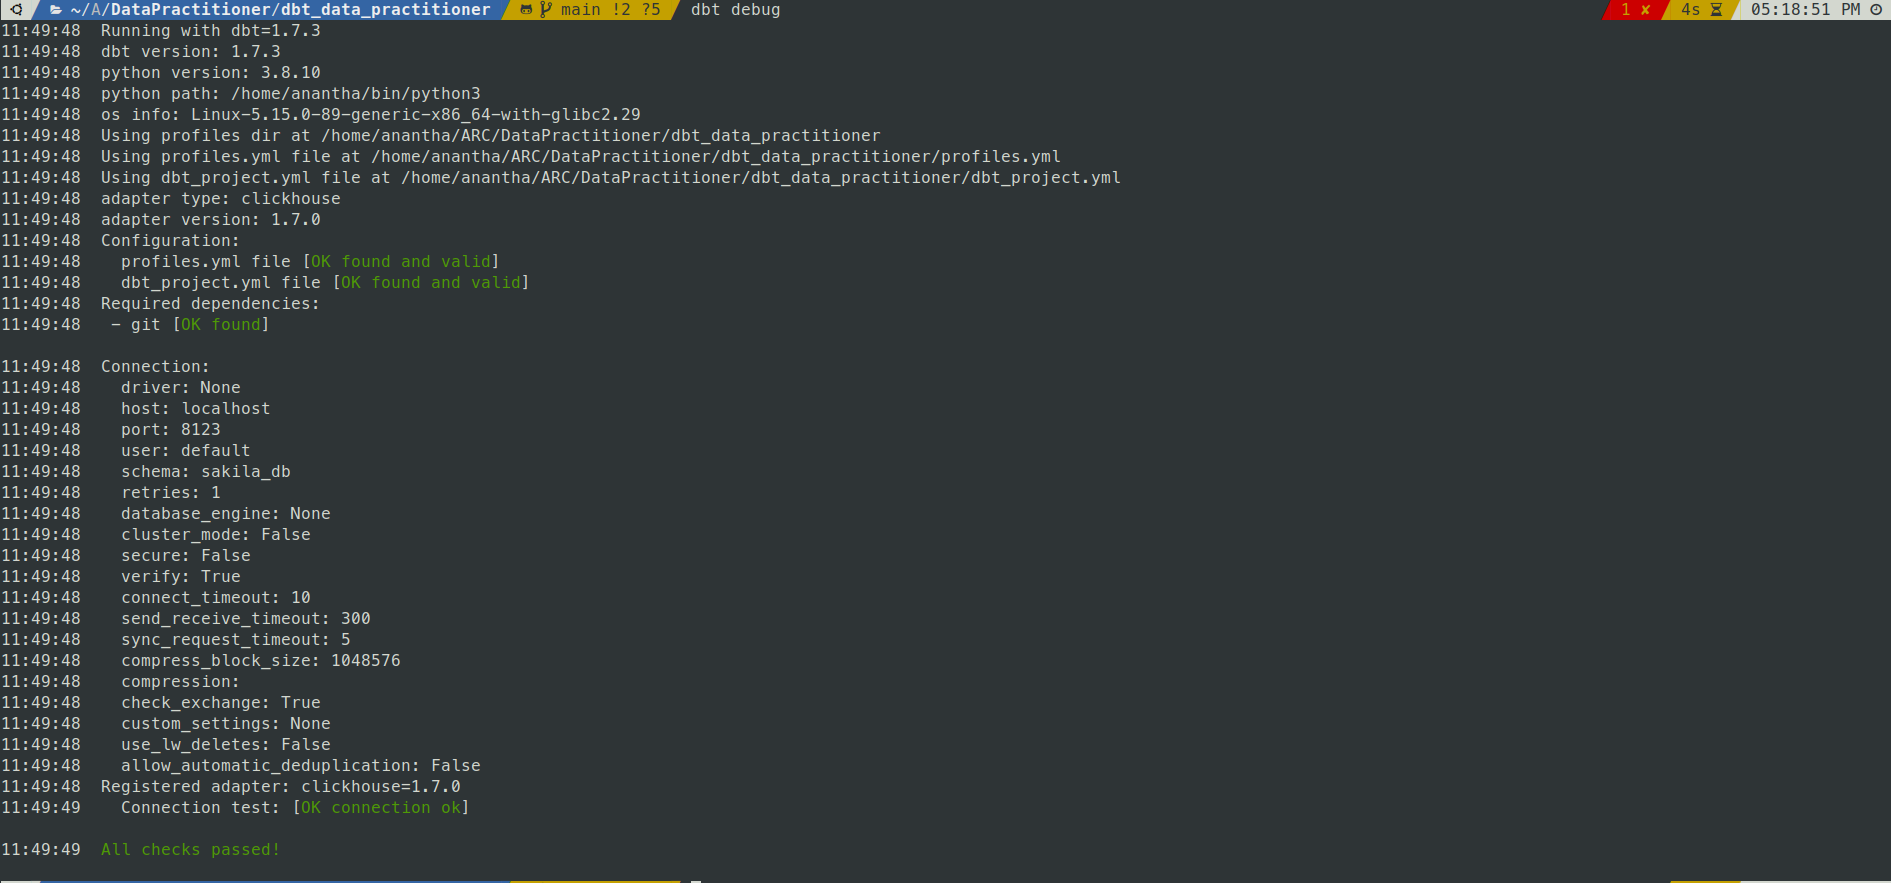 ~/A/DataPractitioner/dbt_data_practitioner main !2 ?5 dbt debug 1 ✘ 4s 05:18:51 PM
11:49:48  Running with dbt=1.7.3
11:49:48  dbt version: 1.7.3
11:49:48  python version: 3.8.10
11:49:48  python path: /home/anantha/bin/python3
11:49:48  os info: Linux-5.15.0-89-generic-x86_64-with-glibc2.29
11:49:48  Using profiles dir at /home/anantha/ARC/DataPractitioner/dbt_data_practitioner
11:49:48  Using profiles.yml file at /home/anantha/ARC/DataPractitioner/dbt_data_practitioner/profiles.yml
11:49:48  Using dbt_project.yml file at /home/anantha/ARC/DataPractitioner/dbt_data_practitioner/dbt_project.yml
11:49:48  adapter type: clickhouse
11:49:48  adapter version: 1.7.0
11:49:48  Configuration:
11:49:48    profiles.yml file [OK found and valid]
11:49:48    dbt_project.yml file [OK found and valid]
11:49:48  Required dependencies:
11:49:48   - git [OK found]
11:49:48  Connection:
11:49:48    driver: None
11:49:48    host: localhost
11:49:48    port: 8123
11:49:48    user: default
11:49:48    schema: sakila_db
11:49:48    retries: 1
11:49:48    database_engine: None
11:49:48    cluster_mode: False
11:49:48    secure: False
11:49:48    verify: True
11:49:48    connect_timeout: 10
11:49:48    send_receive_timeout: 300
11:49:48    sync_request_timeout: 5
11:49:48    compress_block_size: 1048576
11:49:48    compression:
11:49:48    check_exchange: True
11:49:48    custom_settings: None
11:49:48    use_lw_deletes: False
11:49:48    allow_automatic_deduplication: False
11:49:48  Registered adapter: clickhouse=1.7.0
11:49:49    Connection test: [OK connection ok]
11:49:49  All checks passed!